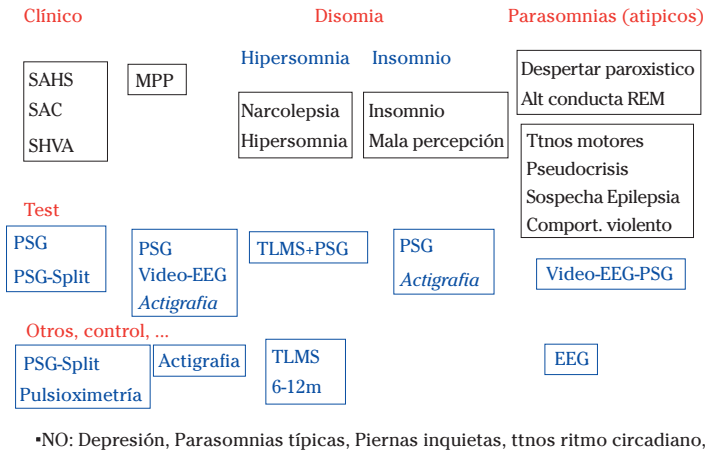 Clínico Disomia Parasomnias (atipicos)
Hipersomnia Insomnio
SAHS
SAC
SHVA
MPP
Narcolepsia
Hipersomnia
Insomnio
Mala percepción
Despertar paroxistico
Alt conducta REM
Ttnos motores
Pseudocrisis
Sospecha Epilepsia
Comport. violento
Test
PSG
PSG-Split
PSG
Video-EEG
Actigrafia
TLMS+PSG
PSG
Actigrafia
Video-EEG-PSG
Otros, control, ...
PSG-Split
Pulsioximetría
Actigrafia
TLMS
6-12m
EEG
▪NO: Depresión, Parasomnias típicas, Piernas inquietas, ttnos ritmo circadiano,